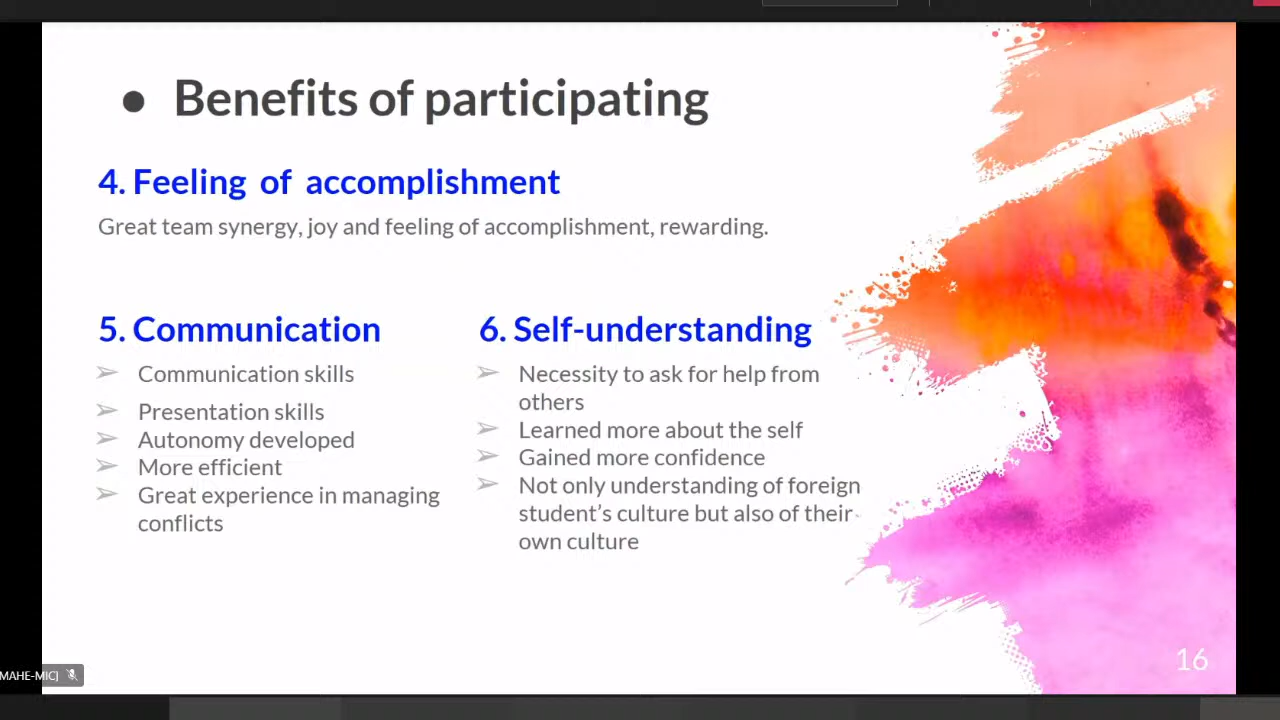 ● Benefits of participating
4. Feeling of accomplishment
Great team synergy, joy and feeling of accomplishment, rewarding.
5. Communication
➢ Communication skills
➢ Presentation skills
➢ Autonomy developed
➢ More efficient
➢ Great experience in managing
conflicts
6. Self-understanding
➢ Necessity to ask for help from
others
➢ Learned more about the self
➢ Gained more confidence
➢ Not only understanding of foreign
student's culture but also of their
own culture
16
MAHE-MICJ